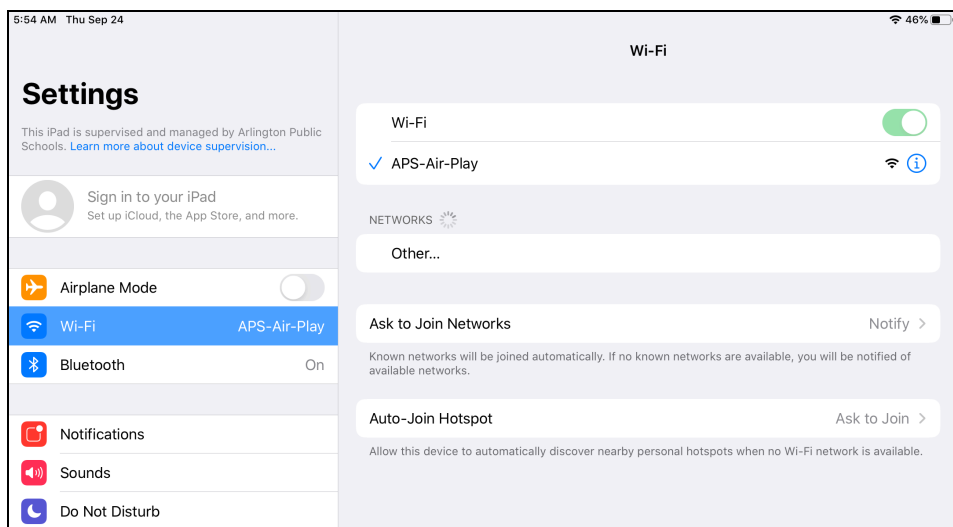 5:54 AM Thu Sep 24
46%
Settings
This iPad is supervised and managed by Arlington Public
Schools. Learn more about device supervision...
Sign in to your iPad
Set up iCloud, the App Store, and more.
Airplane Mode
Wi-Fi APS-Air-Play
Bluetooth On
Notifications
Sounds
Do Not Disturb
Wi-Fi
Wi-Fi
APS-Air-Play
NETWORKS
Other...
Ask to Join Networks Notify
Known networks will be joined automatically. If no known networks are available, you will be notified of
available networks.
Auto-Join Hotspot Ask to Join
Allow this device to automatically discover nearby personal hotspots when no Wi-Fi network is available.